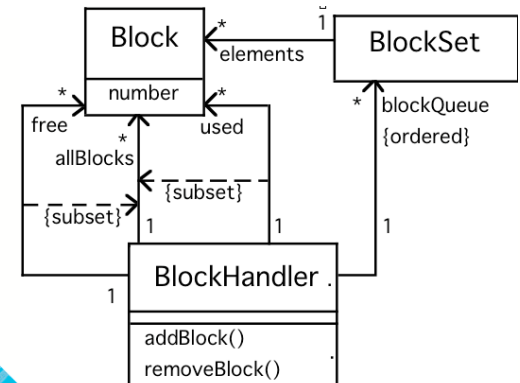 *
1
Block
BlockSet
elements
number
*
*
free
used
*
blockQueue
*
allBlocks
{ordered}
{subset}
{subset}
1
1
1
BlockHandler
1
addBlock()
removeBlock()